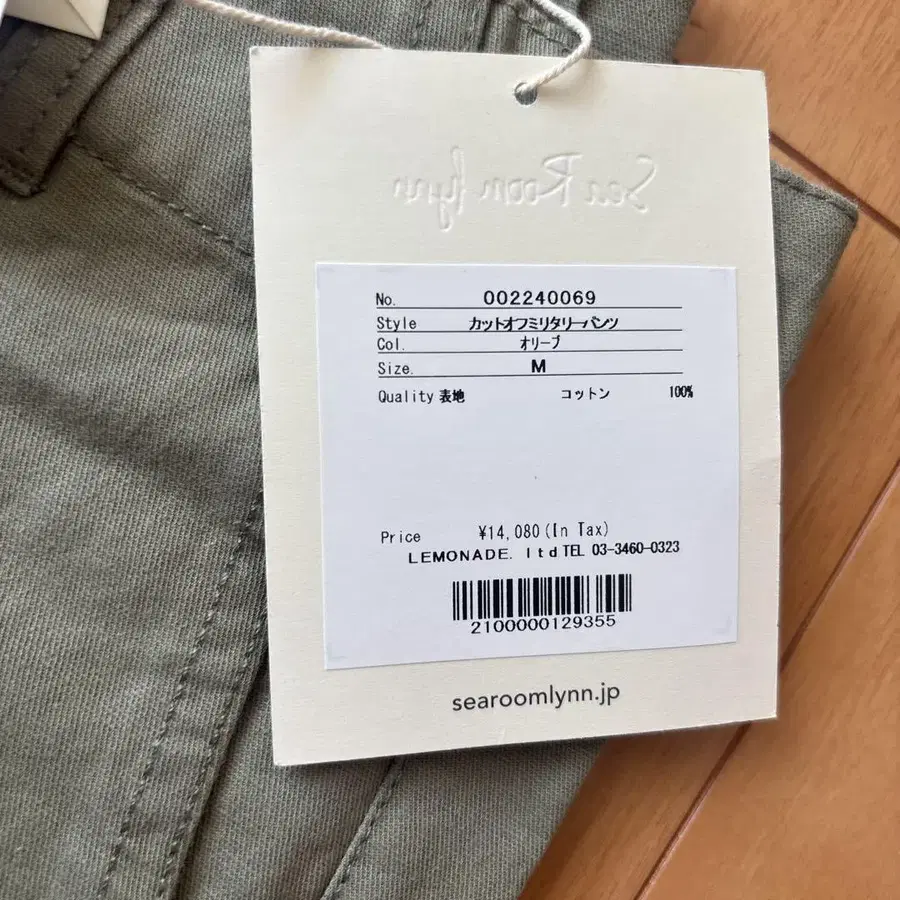 Sea Room lynn
No. 002240069
Style カットオフミリタリーパンツ
Col. オリーブ
Size. M
Quality 表地 コットン 100%
Price ¥14,080(In Tax)
LEMONADE. ltd TEL 03-3460-0323
2100000129355
searoomlynn.jp